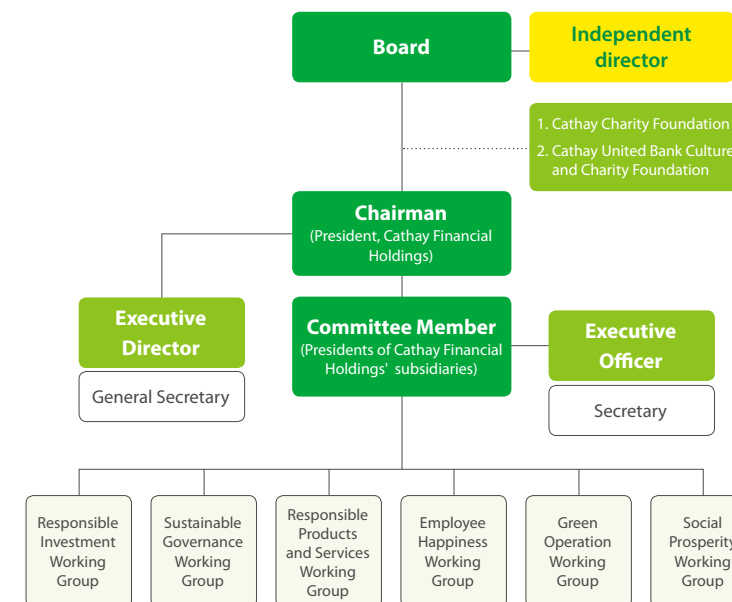 Board
Independent
director
1. Cathay Charity Foundation
2. Cathay United Bank Culture
and Charity Foundation
Chairman
(President, Cathay Financial
Holdings)
Executive
Director
General Secretary
Committee Member
(Presidents of Cathay Financial
Holdings' subsidiaries)
Executive
Officer
Secretary
Responsible
Investment
Working
Group
Sustainable
Governance
Working
Group
Responsible
Products
and Services
Working
Group
Employee
Happiness
Working
Group
Green
Operation
Working
Group
Social
Prosperity
Working
Group